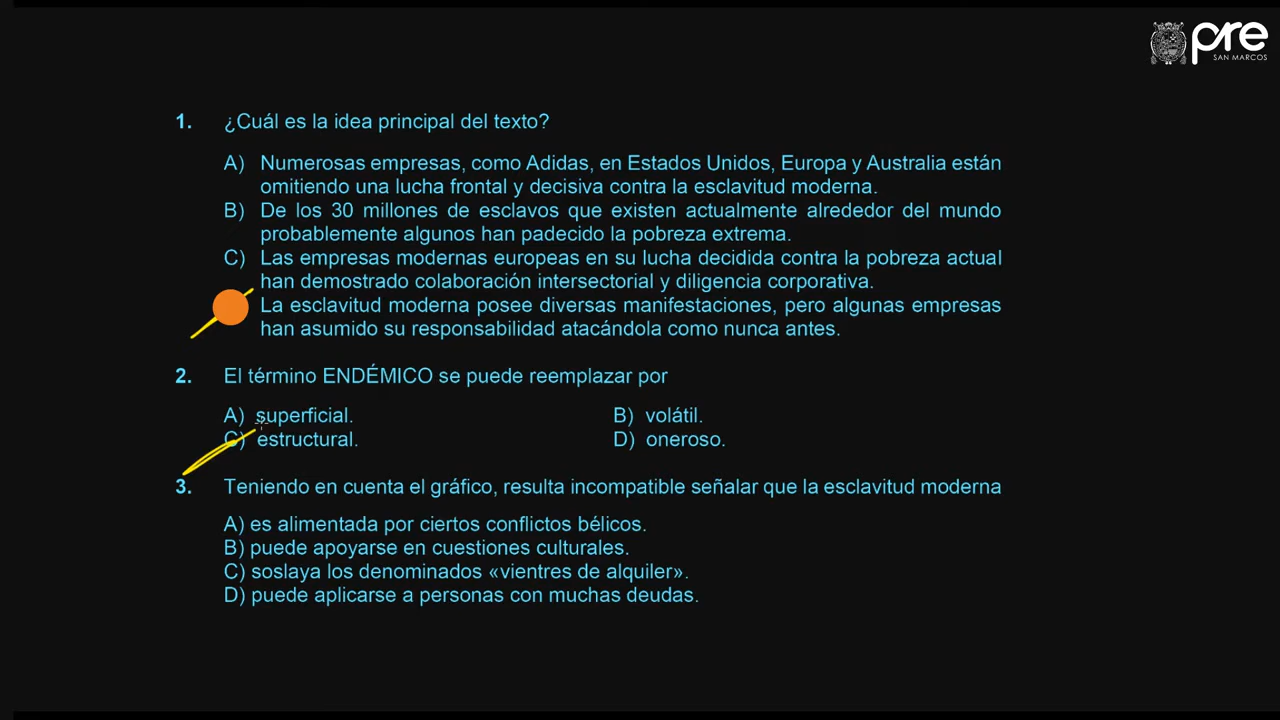 pre
SAN MARCOS
1. ¿Cuál es la idea principal del texto?
A) Numerosas empresas, como Adidas, en Estados Unidos, Europa y Australia están
omitiendo una lucha frontal y decisiva contra la esclavitud moderna.
B) De los 30 millones de esclavos que existen actualmente alrededor del mundo
probablemente algunos han padecido la pobreza extrema.
C) Las empresas modernas europeas en su lucha decidida contra la pobreza actual
han demostrado colaboración intersectorial y diligencia corporativa.
La esclavitud moderna posee diversas manifestaciones, pero algunas empresas
han asumido su responsabilidad atacándola como nunca antes.
2. El término ENDÉMICO se puede reemplazar por
A) superficial. B) volátil.
C) estructural. D) oneroso.
3. Teniendo en cuenta el gráfico, resulta incompatible señalar que la esclavitud moderna
A) es alimentada por ciertos conflictos bélicos.
B) puede apoyarse en cuestiones culturales.
C) soslaya los denominados «vientres de alquiler».
D) puede aplicarse a personas con muchas deudas.